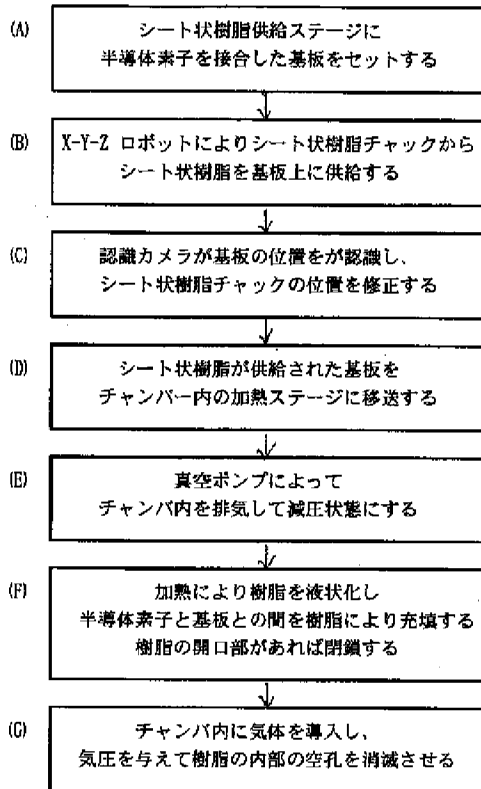 (A)
シート状樹脂供給ステージに
半導体素子を接合した基板をセットする
(B)
X-Y-Z ロボットによりシート状樹脂チャックから
シート状樹脂を基板上に供給する
(C)
認識カメラが基板の位置をが認識し、
シート状樹脂チャックの位置を修正する
(D)
シート状樹脂が供給された基板を
チャンバー内の加熱ステージに移送する
(E)
真空ポンプによって
チャンバ内を排気して減圧状態にする
(F)
加熱により樹脂を液状化し
半導体素子と基板との間を樹脂により充填する
樹脂の開口部があれば閉鎖する
(G)
チャンバ内に気体を導入し、
気圧を与えて樹脂の内部の空孔を消滅させる